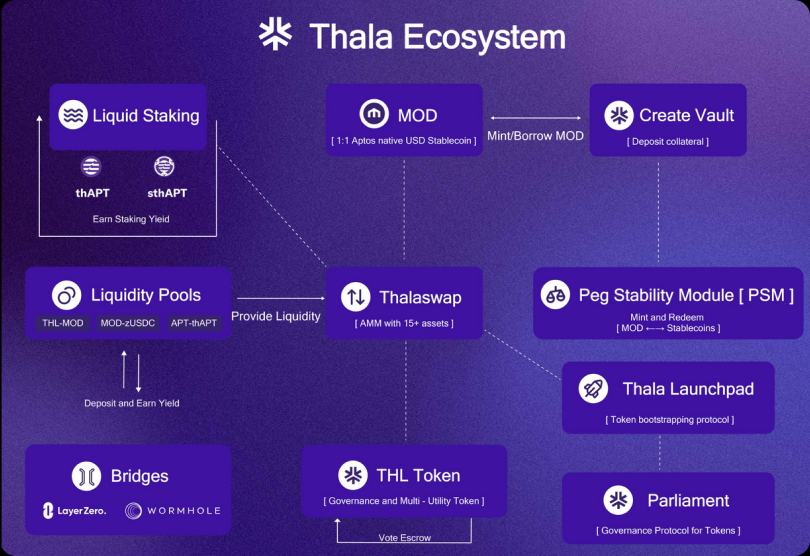 Thala Ecosystem
Liquid Staking
thAPT
sthAPT
Earn Staking Yieid
MOD
[ 1:1 Aptos native USD Stablecoin ]
Mint/Borrow MOD
Create Vault
[ Deposit collateral ]
Liquidity Pools
THL-MOD
MOD-zUSDC
APT-thAPT
Provide Liquidity
Thalaswap
[ AMM with 15+ assets ]
Peg Stability Module [ PSM ]
Mint and Redeem
[ MOD ←→ Stablecoins ]
Deposit and Earn Yield
Thala Launchpad
[ Token bootstrapping protocol ]
Bridges
LayerZero.
WORMHOLE
THL Token
[ Governance and Multi - Utility Token ]
Vote Escrow
Parliament
[ Governance Protocol for Tokens ]